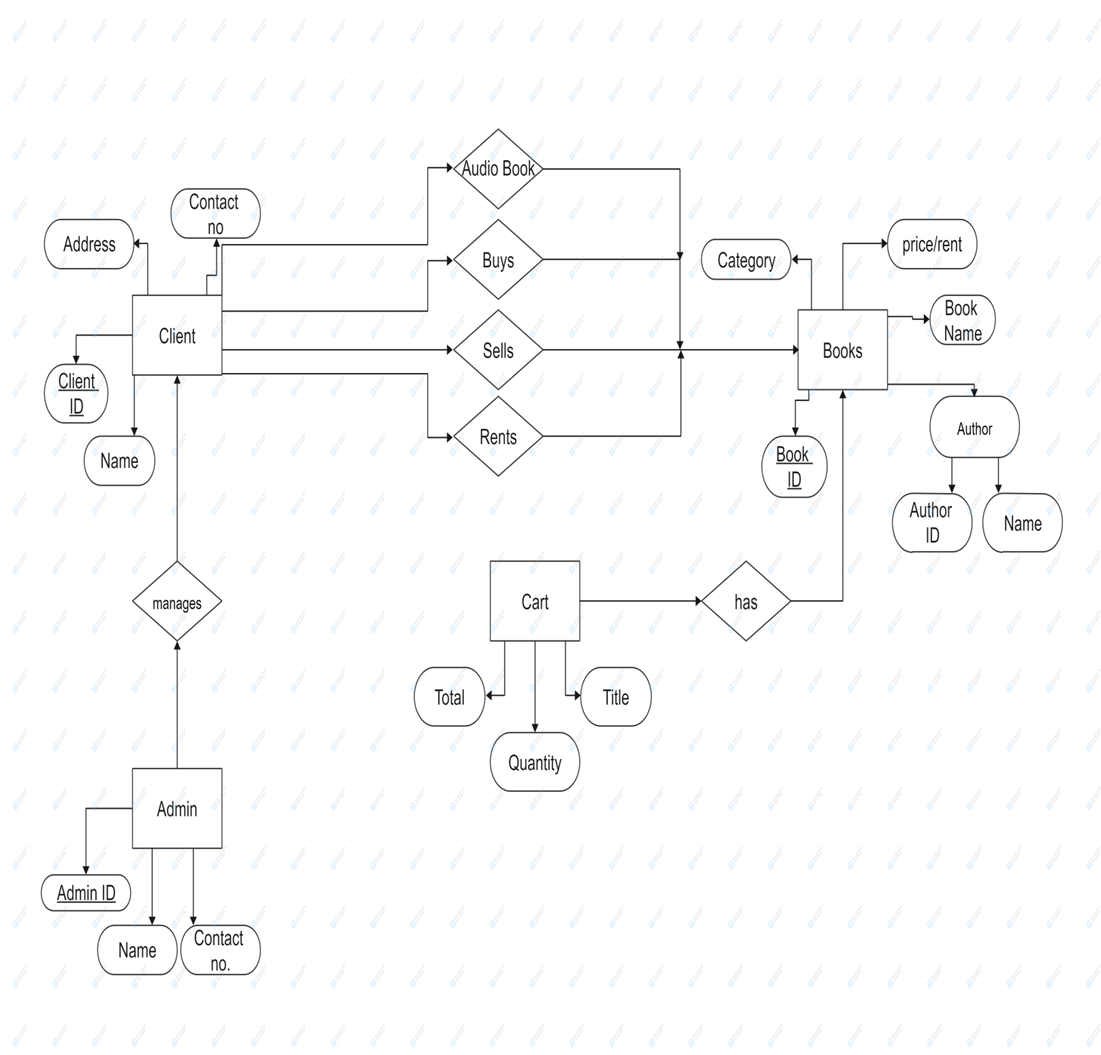 Audio Book
Contact
no
Address
Buys
Category
price/rent
Book
Name
Client
Sells
Books
Client
ID
Name
Rents
Author
Book
ID
Author
ID
Name
manages
Cart
has
Total
Title
Quantity
Admin
Admin ID
Name
Contact
no.